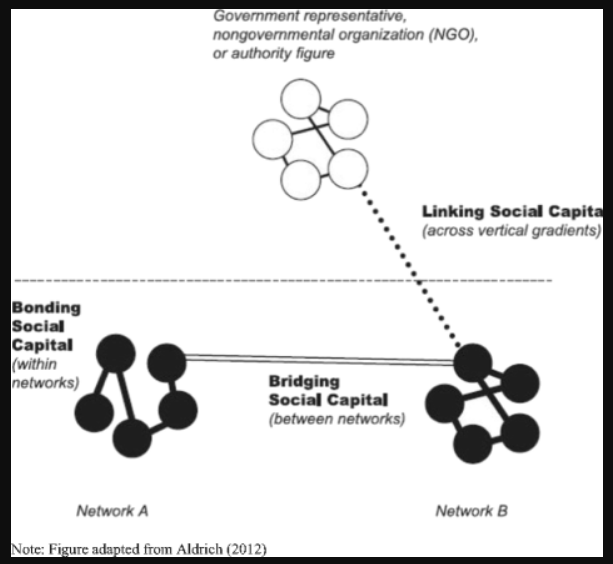 Government representative,
nongovernmental organization (NGO),
or authority figure
Linking Social Capita
(across vertical gradients)
Bonding
Social
Capital
(within
networks)
Bridging
Social Capital
(between networks)
Network A
Network B
Note: Figure adapted from Aldrich (2012)